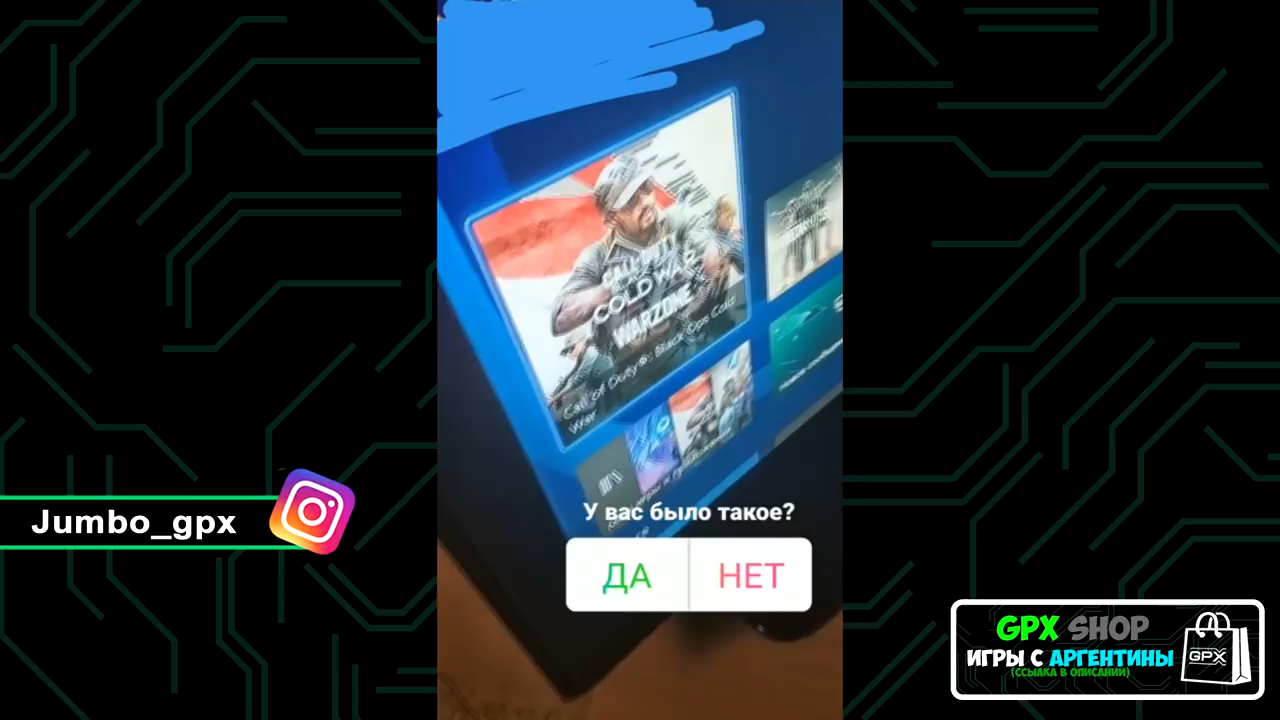 CALL OF DUTY
COLD WAR
WARZONE
Call of Duty®: Black Ops Cold
War
У вас было такое?
ДА
НЕТ
Jumbo_gpx
GPX SHOP
ИГРЫ С АРГЕНТИНЫ
(ССЫЛКА В ОПИСАНИИ)
GPX